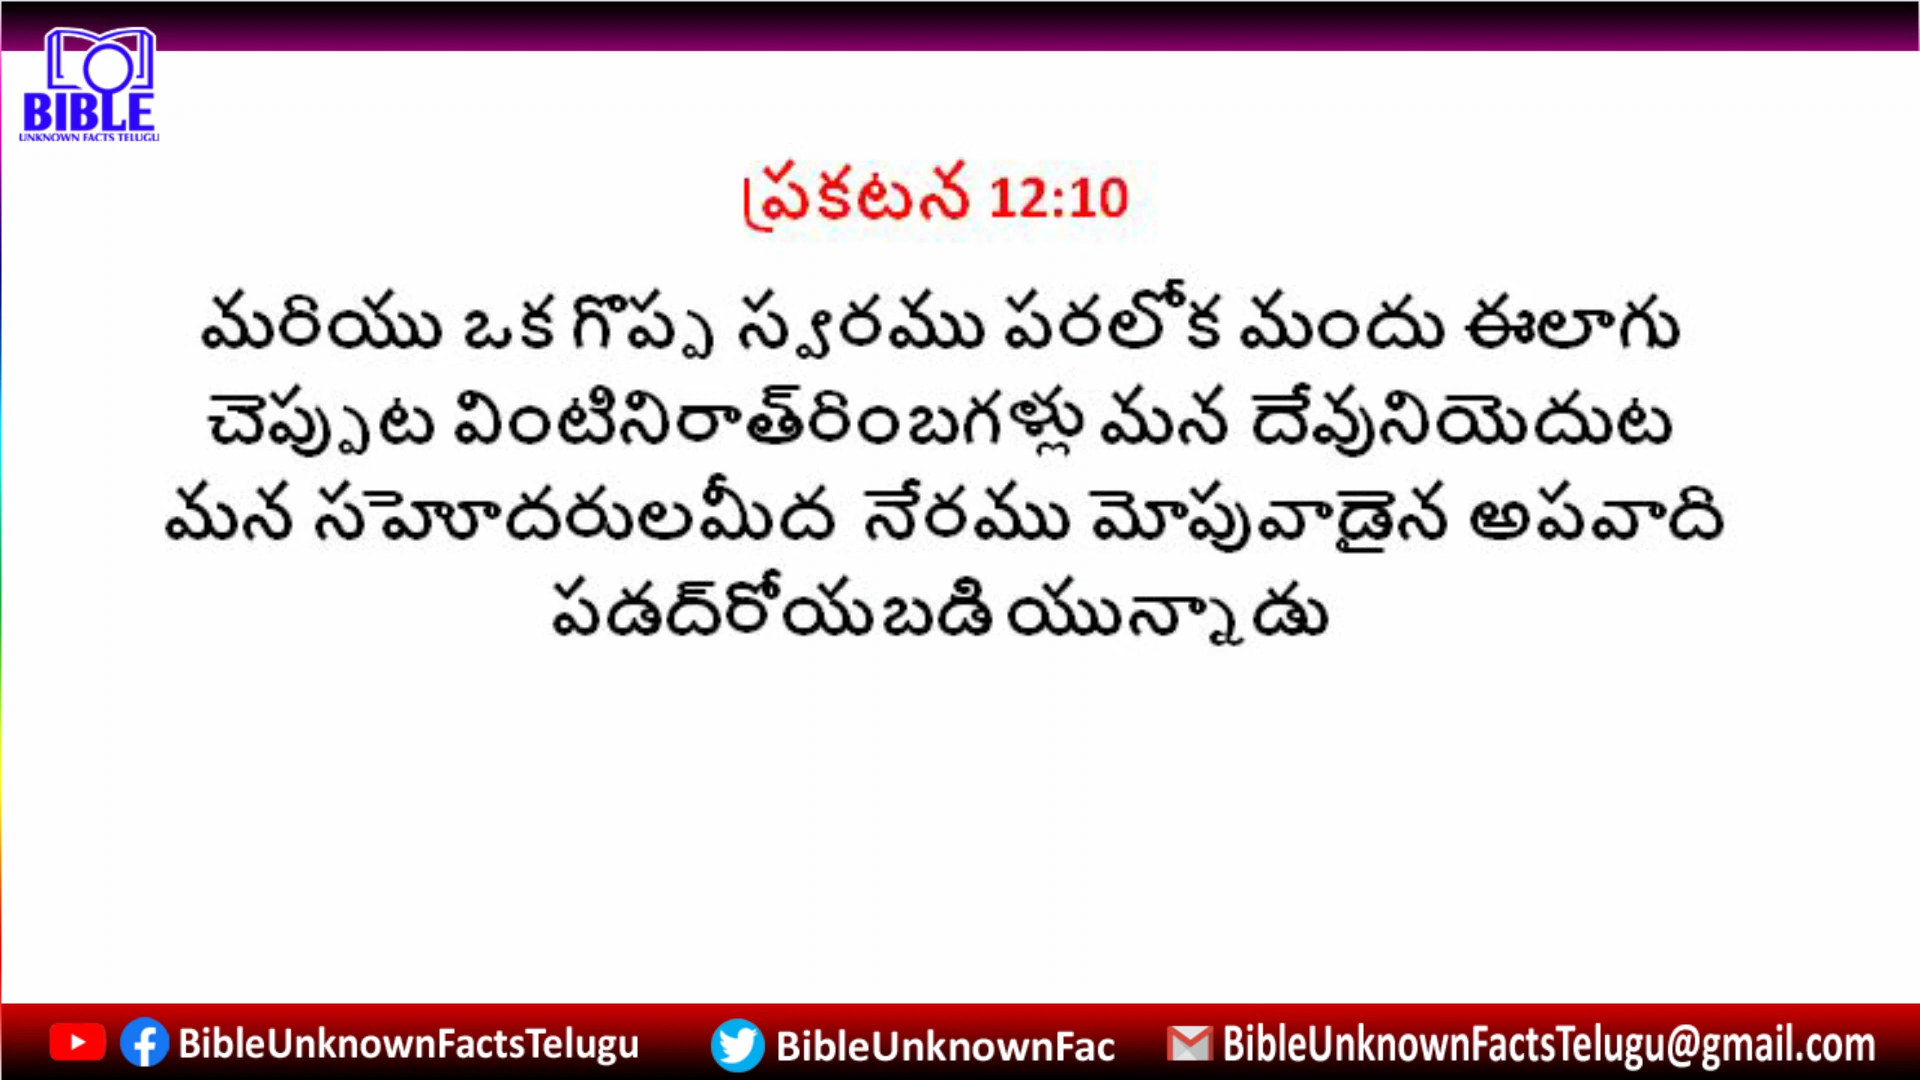 BIBLE
UNKNOWN FACTS TELUGU
ప్రకటన 12:10
మరియు ఒక గొప్ప స్వరము పరలోక మందు ఈలాగు
చెప్పుట వింటినిరాత్‌రింబగళ్లు మన దేవునియెదుట
మన సహోదరులమీద నేరము మోపువాడైన అపవాది
పడద్‌రోయబడి యున్నాడు
BibleUnknownFactsTelugu
BibleUnknownFac
BibleUnknownFactsTelugu@gmail.com